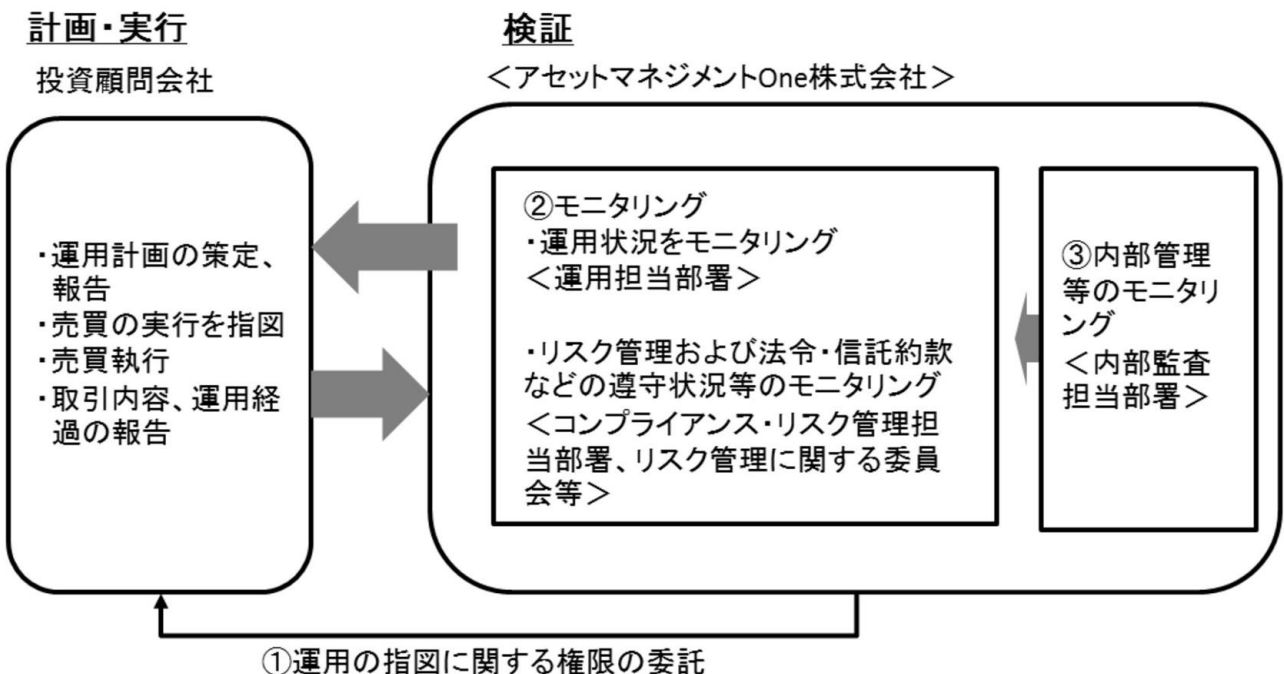 計画・実行
投資顧問会社
・運用計画の策定、
報告
・売買の実行を指図
・売買執行
・取引内容、運用経
過の報告
検証
＜アセットマネジメントOne株式会社＞
②モニタリング
・運用状況をモニタリング
＜運用担当部署＞
・リスク管理および法令・信託約款
などの遵守状況等のモニタリング
＜コンプライアンス・リスク管理担
当部署、リスク管理に関する委員
会等＞
③内部管理
等のモニタリ
ング
＜内部監査
担当部署＞
①運用の指図に関する権限の委託